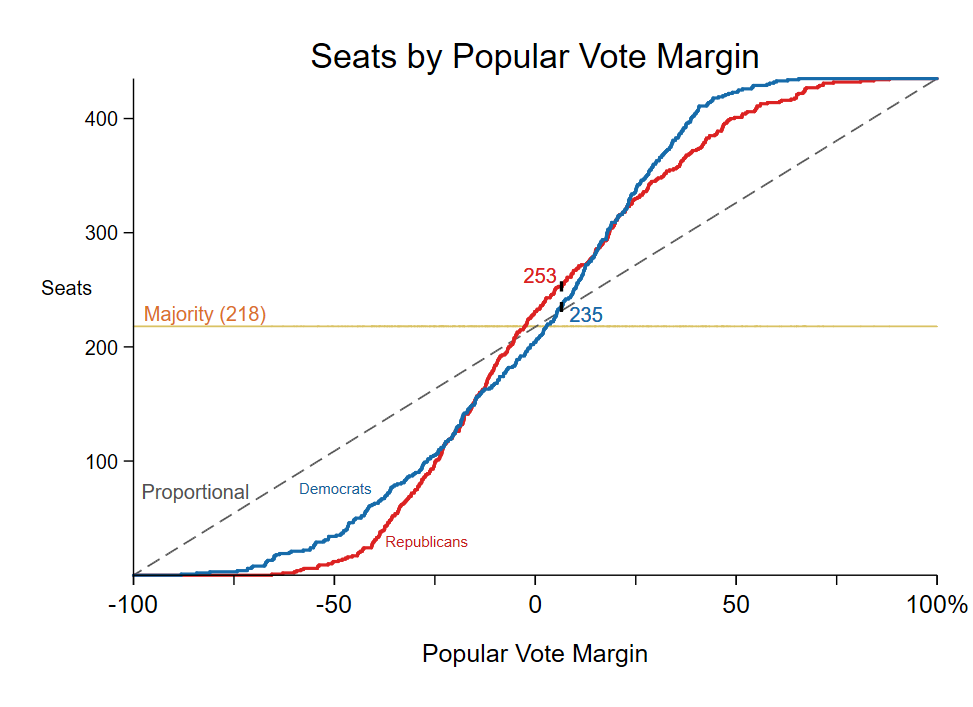 Seats by Popular Vote Margin
400
300
253
Seats
Majority (218)
235
200
100
Proportional
Democrats
Republicans
-100
-50
0
50
100%
Popular Vote Margin